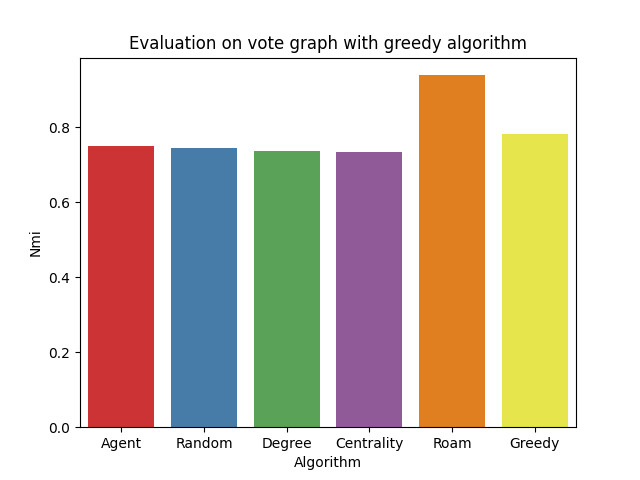 Evaluation on vote graph with greedy algorithm
0.8
0.6
0.4
0.2
0.0
Nmi
Agent Random Degree Centrality Roam Greedy
Algorithm